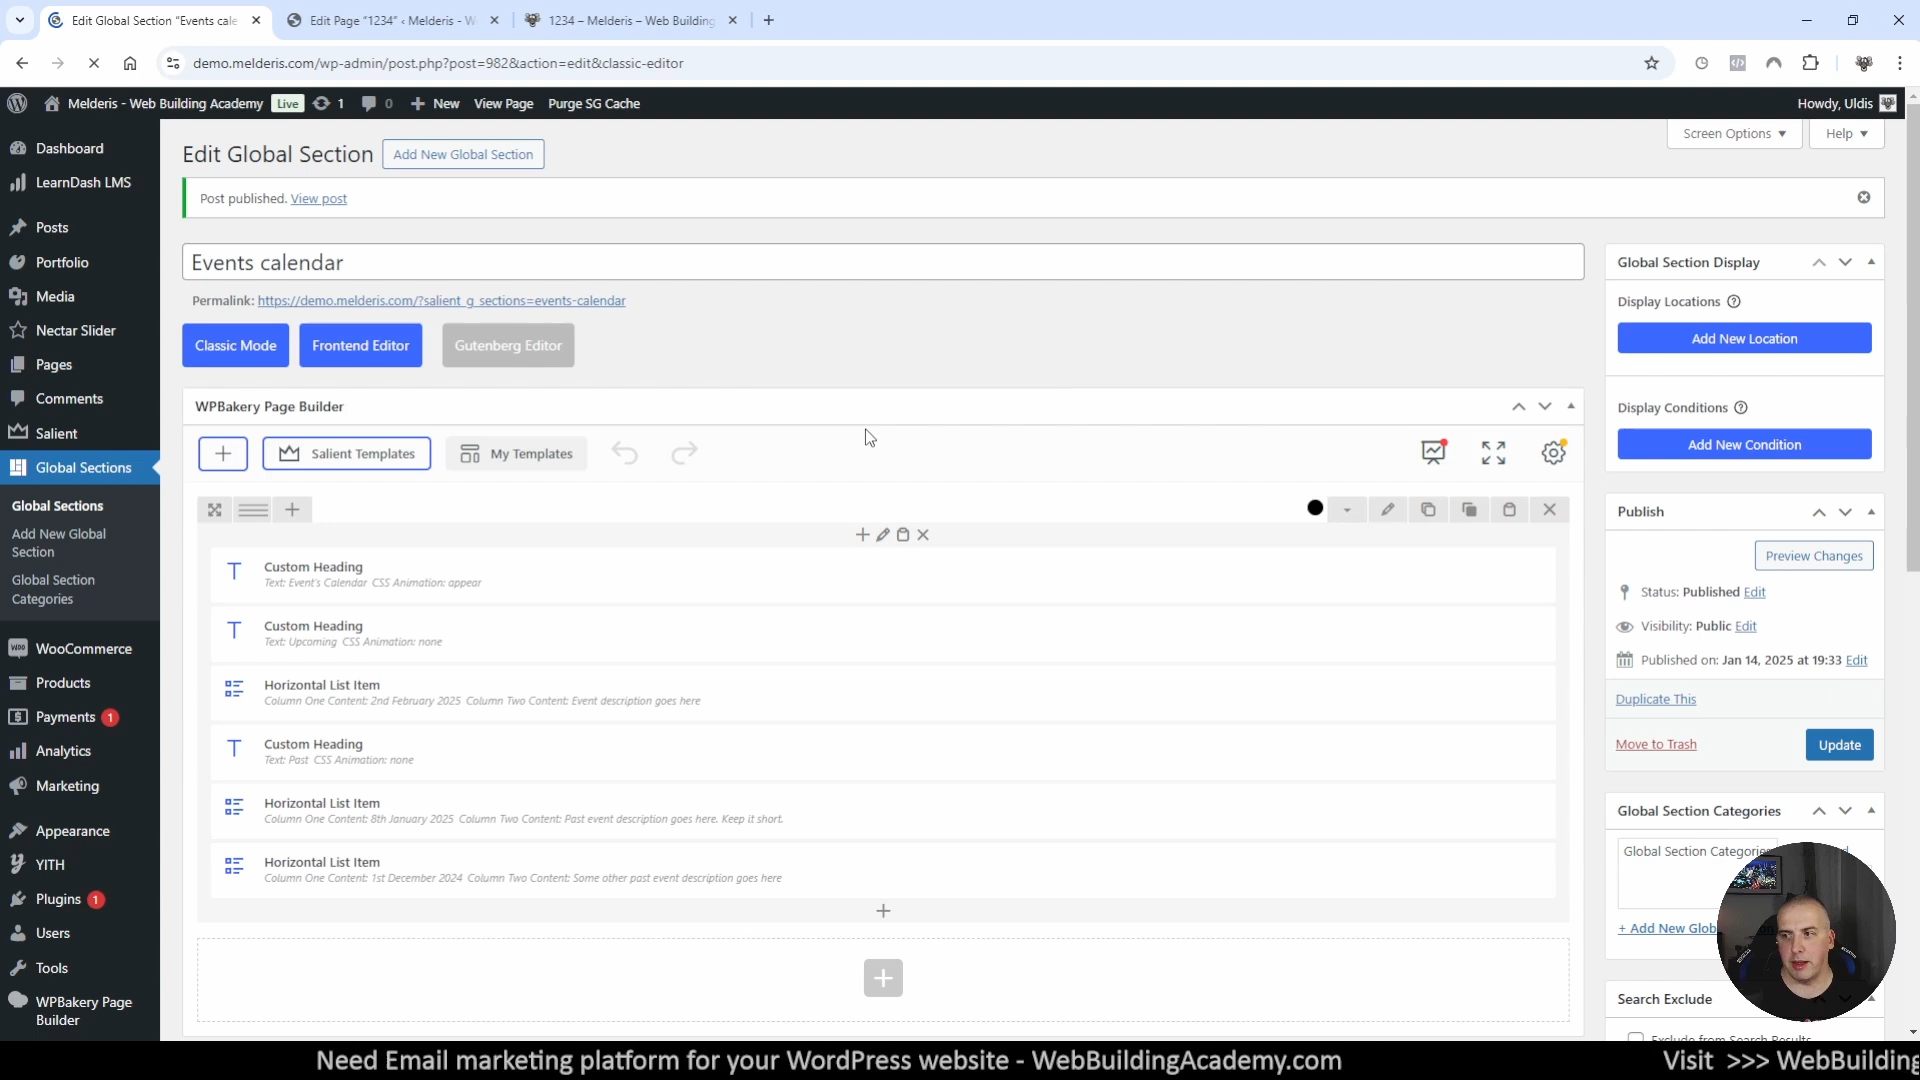 Edit Global Section "Events cale
Edit Page "1234" ‹ Melderis - W
1234 – Melderis – Web Building
demo.melderis.com/wp-admin/post.php?post=982&action=edit&classic-editor
Melderis - Web Building Academy
Live
1
0
New
View Page
Purge SG Cache
Howdy, Uldis
Dashboard
LearnDash LMS
Posts
Portfolio
Media
Nectar Slider
Pages
Comments
Salient
Global Sections
Global Sections
Add New Global
Section
Global Section
Categories
WooCommerce
Products
Payments 1
Analytics
Marketing
Appearance
YITH
Plugins 1
Users
Tools
WPBakery Page
Builder
Screen Options
Help
Edit Global Section
Add New Global Section
Post published. View post
Events calendar
Permalink: https://demo.melderis.com/?salient_g_sections=events-calendar
Classic Mode
Frontend Editor
Gutenberg Editor
WPBakery Page Builder
Salient Templates
My Templates
Custom Heading
Text: Event's Calendar CSS Animation: appear
Custom Heading
Text: Upcoming CSS Animation: none
Horizontal List Item
Column One Content: 2nd February 2025 Column Two Content: Event description goes here
Custom Heading
Text: Past CSS Animation: none
Horizontal List Item
Column One Content: 8th January 2025 Column Two Content: Past event description goes here. Keep it short.
Horizontal List Item
Column One Content: 1st December 2024 Column Two Content: Some other past event description goes here
Global Section Display
Display Locations
Add New Location
Display Conditions
Add New Condition
Publish
Preview Changes
Status: Published Edit
Visibility: Public Edit
Published on: Jan 14, 2025 at 19:33 Edit
Duplicate This
Move to Trash
Update
Global Section Categories
Global Section Categorie
+ Add New Glob
Search Exclude
Exclude from Search Results
Need Email marketing platform for your WordPress website - WebBuildingAcademy.com
Visit >>> WebBuilding